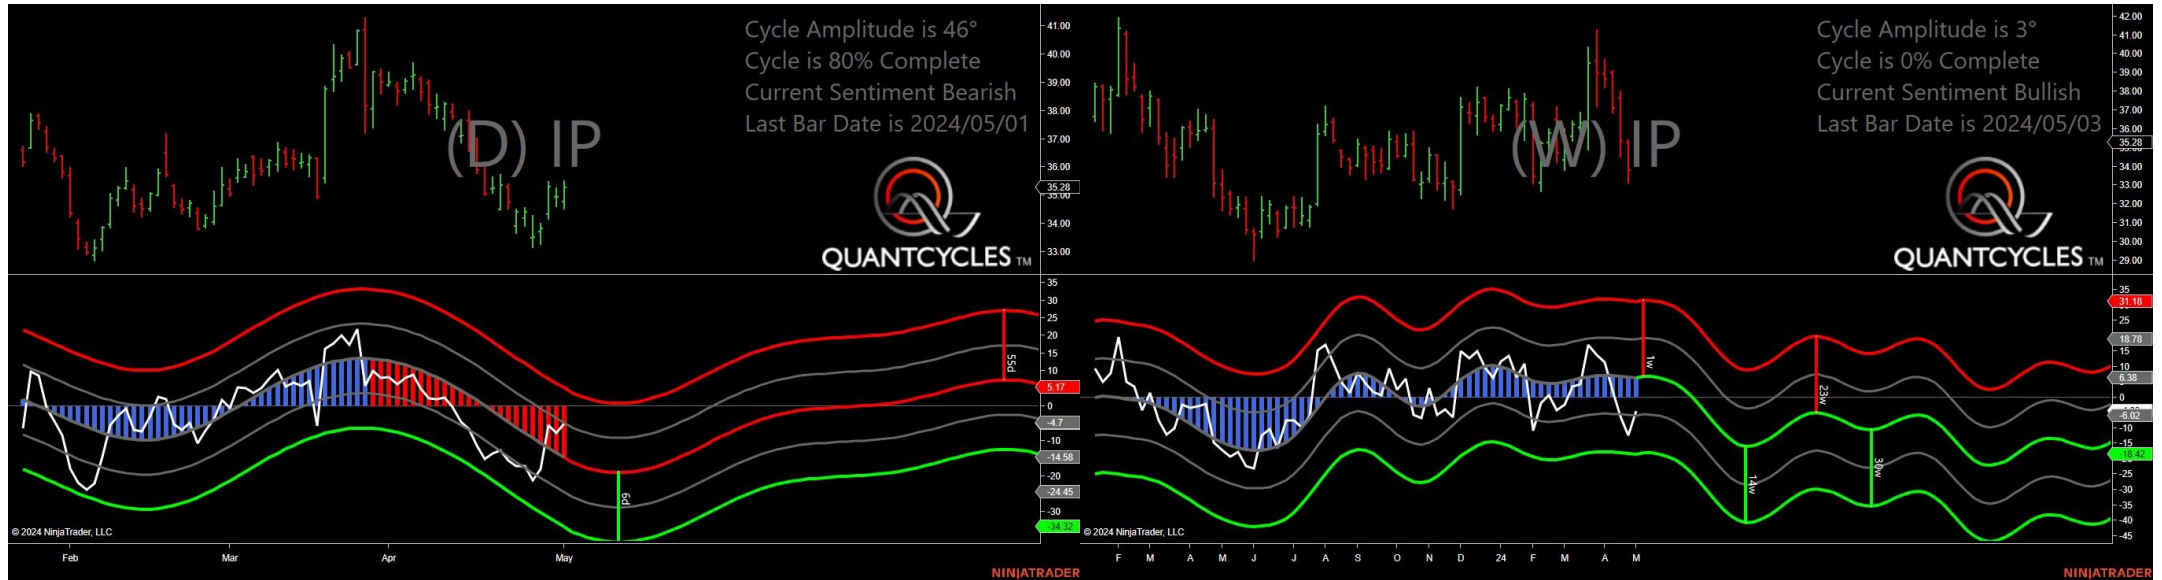 Cycle Amplitude is 46°
Cycle is 80% Complete
Current Sentiment Bearish
Last Bar Date is 2024/05/01
(D) IP
QUANTCYCLES TM
41.00
40.00
39.00
38.00
37.00
36.00
35.28
35.00
34.00
33.00
35
30
25
20
15
10
5.17
0
-4.7
-10
-14.58
-20
-24.45
-30
-34.32
55d
6d
© 2024 NinjaTrader, LLC
Feb Mar Apr May
NINJATRADER
Cycle Amplitude is 3°
Cycle is 0% Complete
Current Sentiment Bullish
Last Bar Date is 2024/05/03
(W) IP
QUANTCYCLES TM
42.00
41.00
40.00
39.00
38.00
37.00
36.00
35.28
34.00
33.00
32.00
31.00
30.00
29.00
35
31.18
25
18.78
15
10
6.38
0
-6.02
-10
-15
-18.42
-25
-30
-35
-40
-45
1w
23w
14w
30w
© 2024 NinjaTrader, LLC
F M A M J J A S O N D 24 F M A M
NINJATRADER